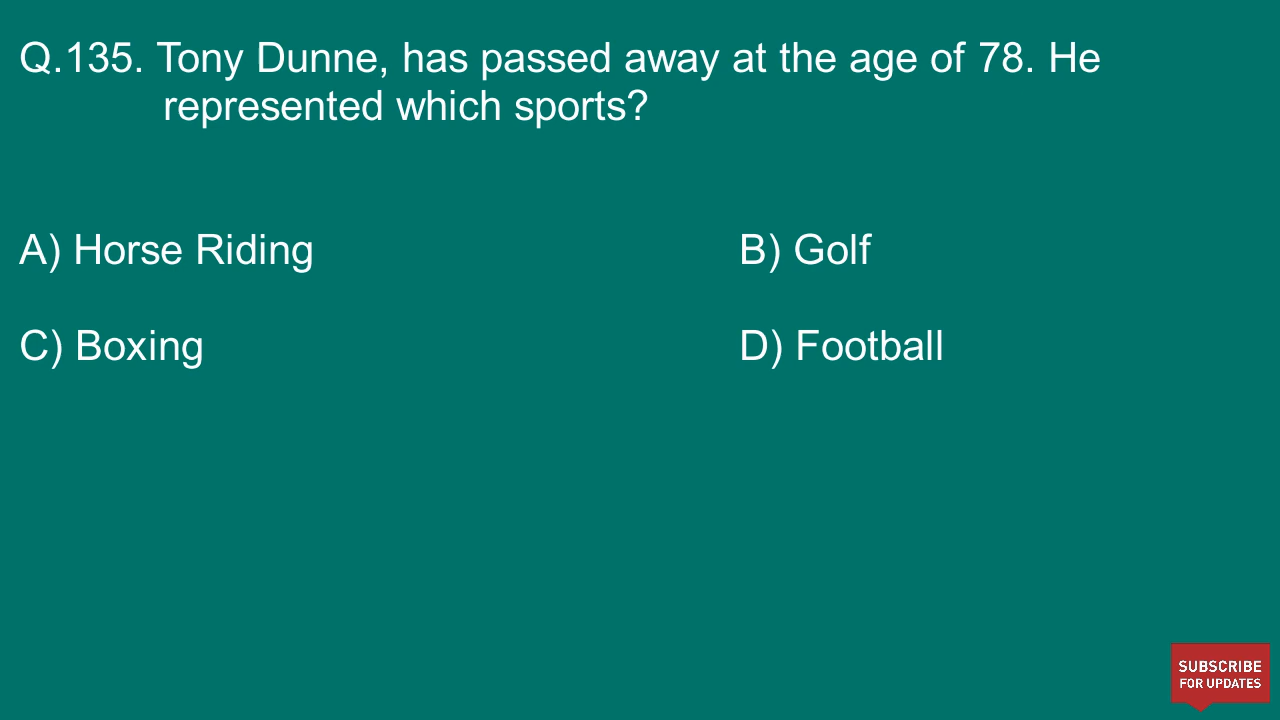 Q.135. Tony Dunne, has passed away at the age of 78. He
represented which sports?
A) Horse Riding
B) Golf
C) Boxing
D) Football
SUBSCRIBE
FOR UPDATES